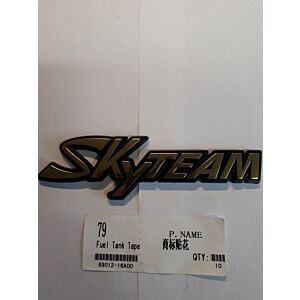 SKyTEAM
79
P. NAME
Fuel Tank Tape
商标贴花
QTY:
89012-16A00
10